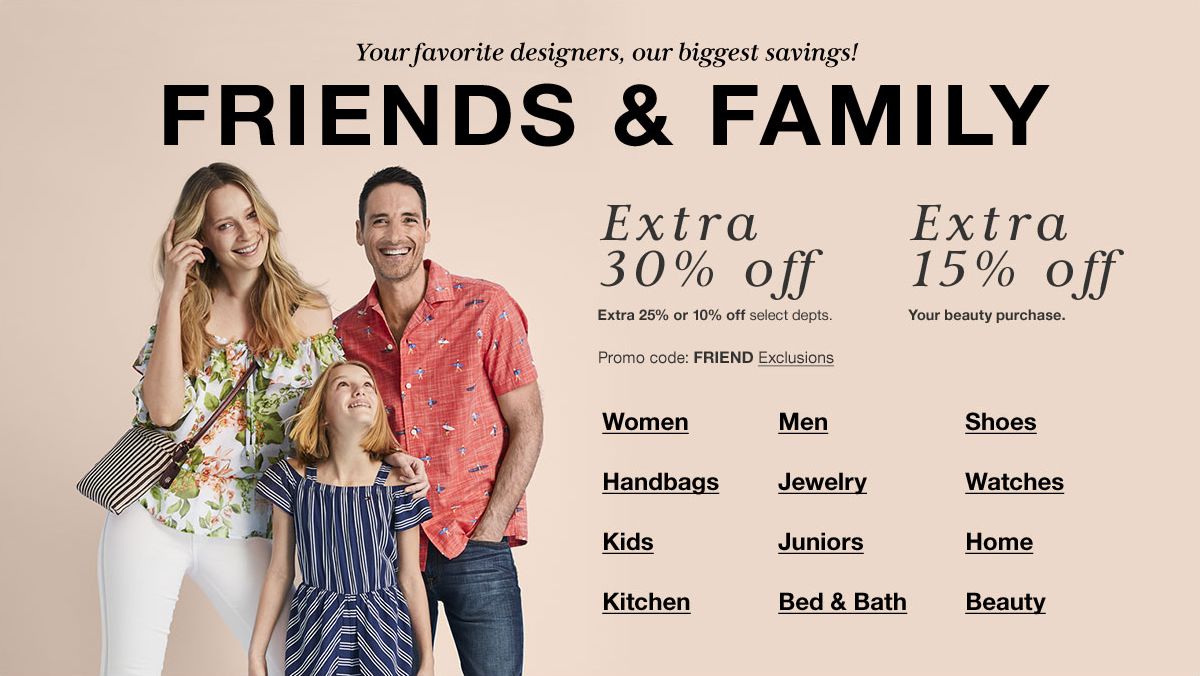 Your favorite designers, our biggest savings!
FRIENDS & FAMILY
Extra
30% off
Extra 25% or 10% off select depts.
Promo code: FRIEND Exclusions
Extra
15% off
Your beauty purchase.
Women Men Shoes
Handbags Jewelry Watches
Kids Juniors Home
Kitchen Bed & Bath Beauty